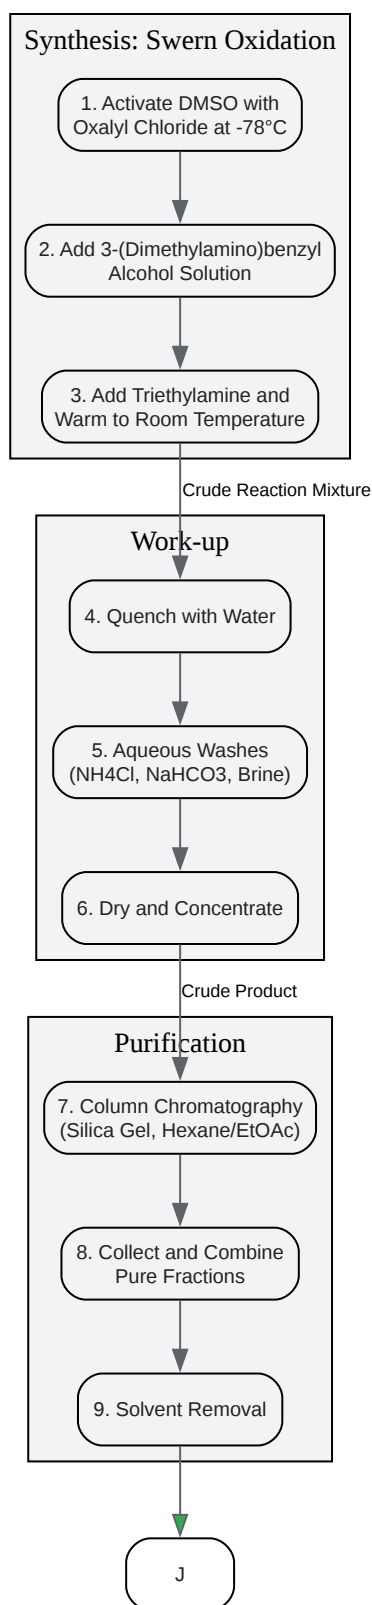 Synthesis: Swern Oxidation
1. Activate DMSO with
Oxalyl Chloride at -78°C
2. Add 3-(Dimethylamino)benzyl
Alcohol Solution
3. Add Triethylamine and
Warm to Room Temperature
Crude Reaction Mixture
Work-up
4. Quench with Water
5. Aqueous Washes
(NH4Cl, NaHCO3, Brine)
6. Dry and Concentrate
Crude Product
Purification
7. Column Chromatography
(Silica Gel, Hexane/EtOAc)
8. Collect and Combine
Pure Fractions
9. Solvent Removal
J